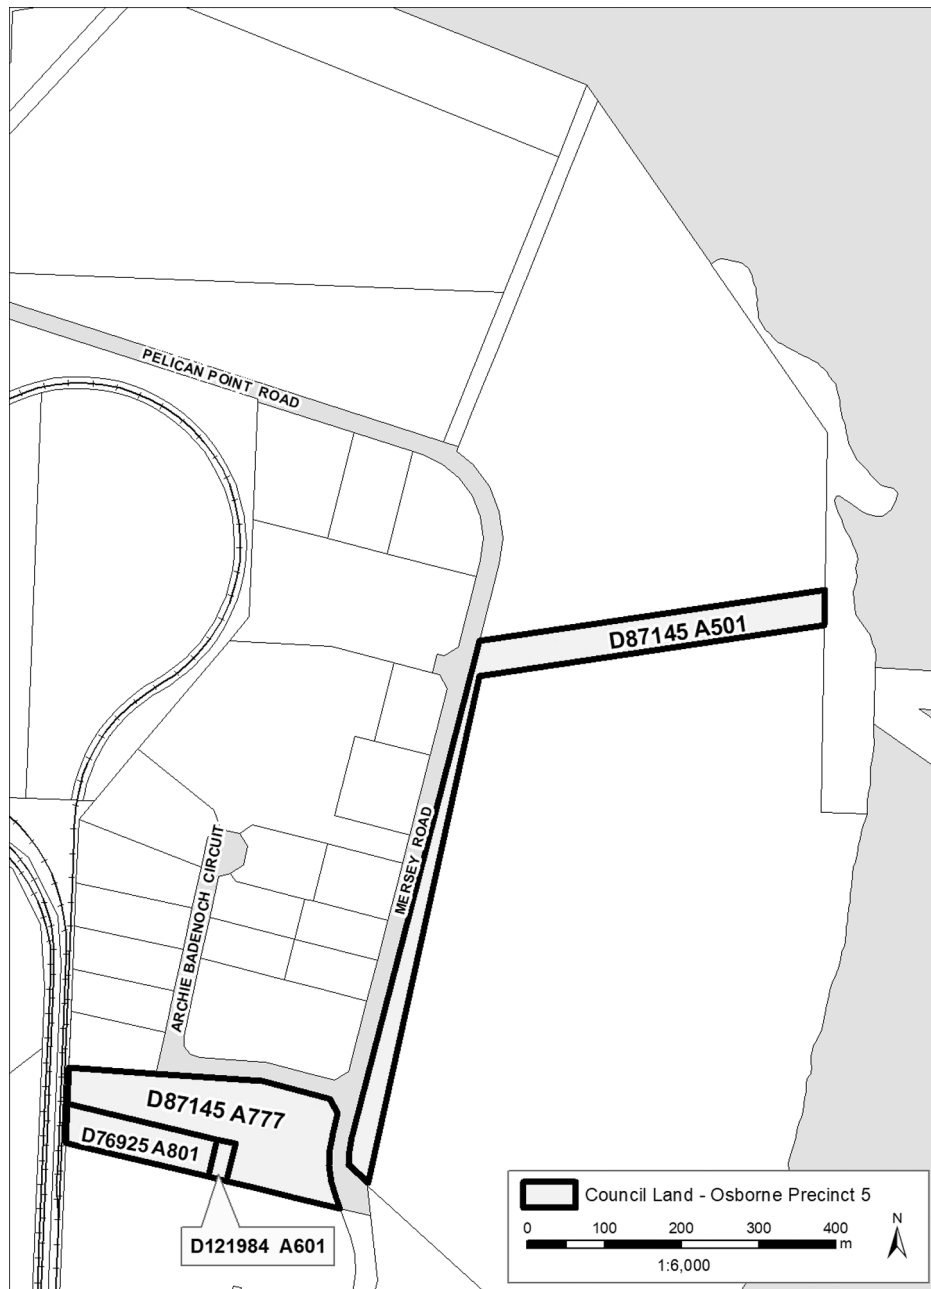 PELICAN POINT ROAD
D87145 A501
MERSEY ROAD
ARCHIE BADENOCH CIRCUIT
D87145 A777
D76925 A801
D121984 A601
Council Land - Osborne Precinct 5
0 100 200 300 400
m
1:6,000
N